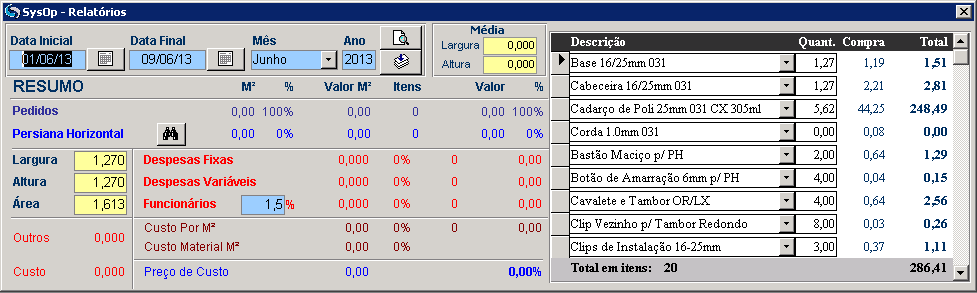 SysOp - Relatórios
Data Inicial Data Final Mês Ano
01/06/13 09/06/13 Junho 2013
Média
Largura 0,000
Altura 0,000
RESUMO M² % Valor M² Itens Valor %
Pedidos 0,00 100% 0,00 0 0,00 100%
Persiana Horizontal 0,00 0% 0,00 0 0,00 0%
Largura 1,270
Altura 1,270
Área 1,613
Outros 0,000
Custo 0,000
Despesas Fixas 0,000 0% 0 0,00
Despesas Variáveis 0,000 0% 0,00
Funcionários 1,5% 0,000 0% 0 0,00
Custo Por M² 0,00 0% 0 0,00
Custo Material M² 0,00 0%
Preço de Custo 0,00 0,00%
Descrição Quant. Compra Total
Base 16/25mm 031 1,27 1,19 1,51
Cabeceira 16/25mm 031 1,27 2,21 2,81
Cadarço de Poli 25mm 031 CX 305ml 5,62 44,25 248,49
Corda 1.0mm 031 0,00 0,08 0,00
Bastão Maciço p/ PH 2,00 0,64 1,29
Botão de Amarração 6mm p/ PH 4,00 0,04 0,15
Cavalete e Tambor OR/LX 4,00 0,64 2,56
Clip Vezinho p/ Tambor Redondo 8,00 0,03 0,26
Clips de Instalação 16-25mm 3,00 0,37 1,11
Total em itens: 20 286,41